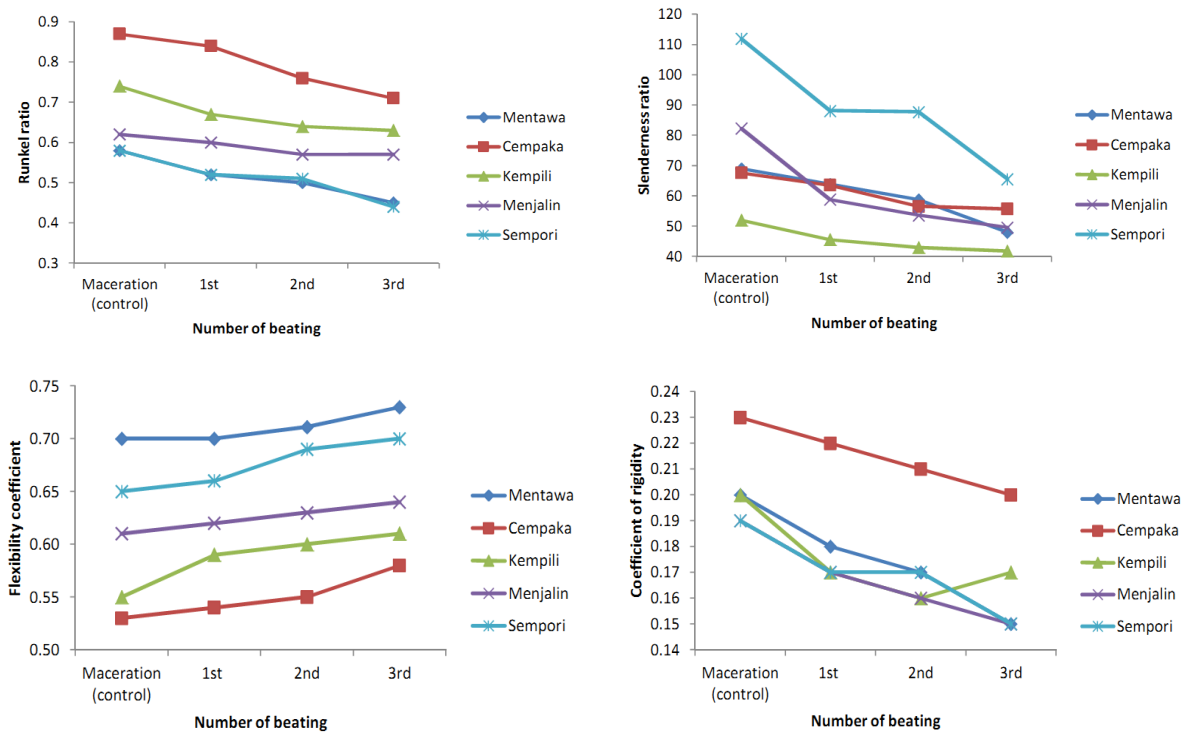 Runkel ratio
0.9
0.8
0.7
0.6
0.5
0.4
0.3
Maceration
(control)
1st
2nd
3rd
Number of beating
Mentawa
Cempaka
Kempili
Menjalin
Sempori
Slenderness ratio
120
110
100
90
80
70
60
50
40
Maceration
(control)
1st
2nd
3rd
Number of beating
Mentawa
Cempaka
Kempili
Menjalin
Sempori
Flexibility coefficient
0.75
0.70
0.65
0.60
0.55
0.50
Maceration
(control)
1st
2nd
3rd
Number of beating
Mentawa
Cempaka
Kempili
Menjalin
Sempori
Coefficient of rigidity
0.24
0.23
0.22
0.21
0.20
0.19
0.18
0.17
0.16
0.15
0.14
Maceration
(control)
1st
2nd
3rd
Number of beating
Mentawa
Cempaka
Kempili
Menjalin
Sempori